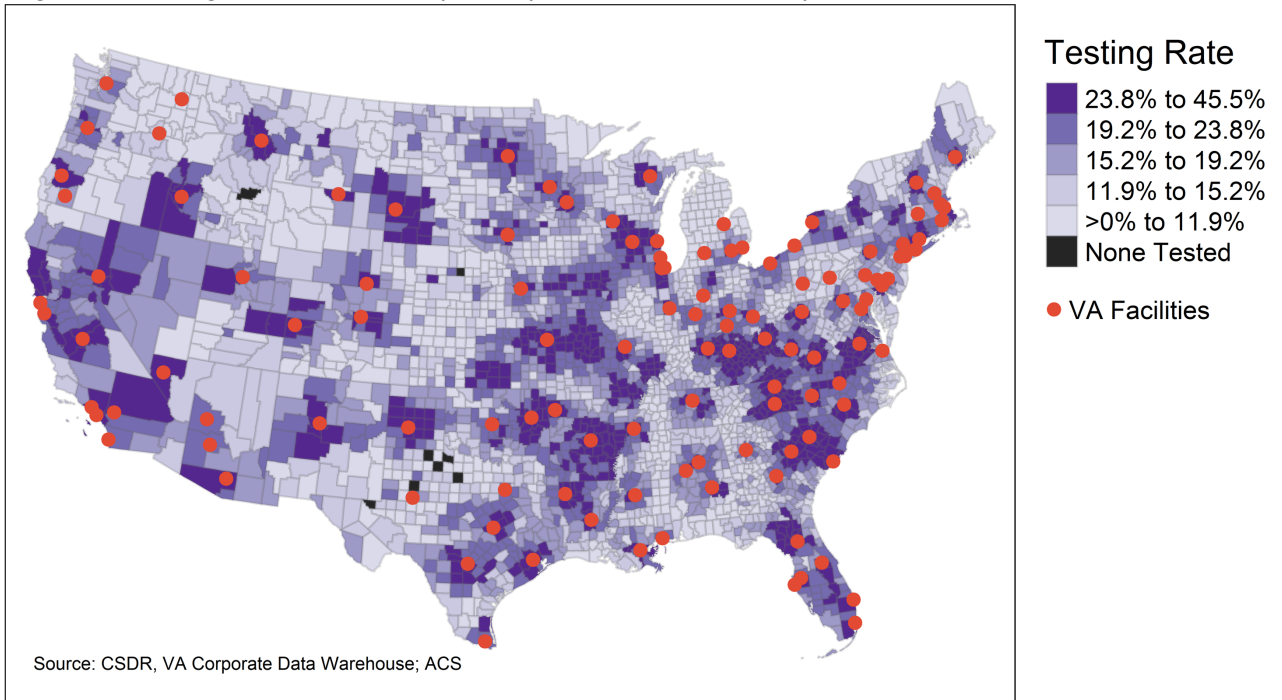 Testing Rate
23.8% to 45.5%
19.2% to 23.8%
15.2% to 19.2%
11.9% to 15.2%
>0% to 11.9%
None Tested
VA Facilities
Source: CSDR, VA Corporate Data Warehouse; ACS